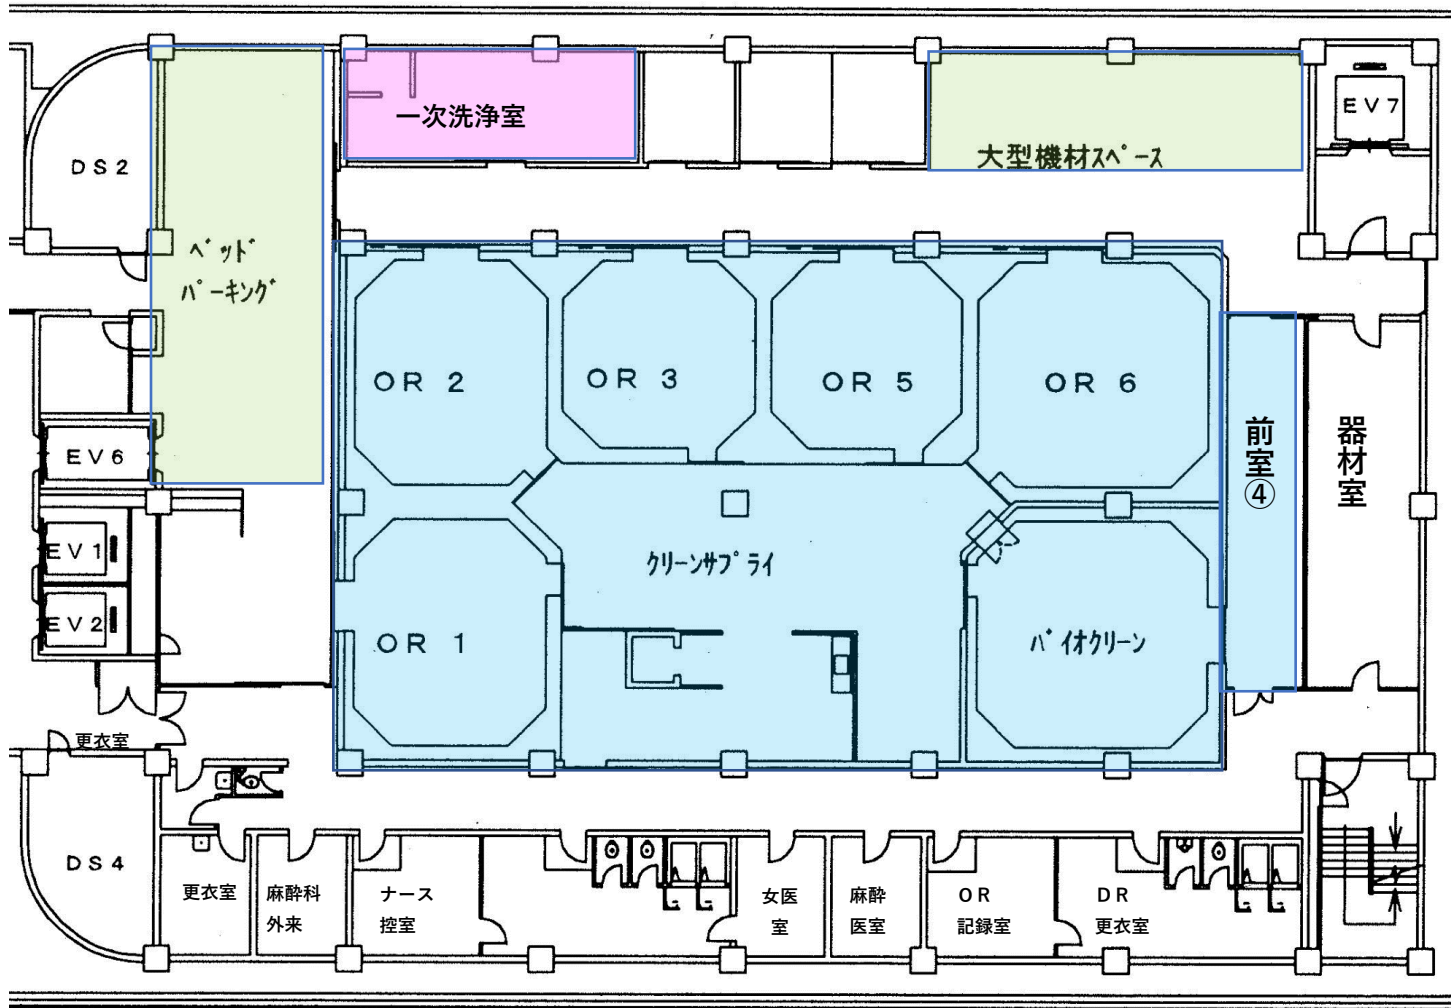 一次洗浄室
EV7
大型機材スペース
DS2
ベッド
パーキング
OR 2
OR 3
OR 5
OR 6
前室④
器材室
EV6
EV1
EV2
クリーンサプライ
OR 1
バイオクリーン
更衣室
DS4
更衣室
麻酔科
外来
ナース
控室
女医
室
麻酔
医室
OR
記録室
DR
更衣室